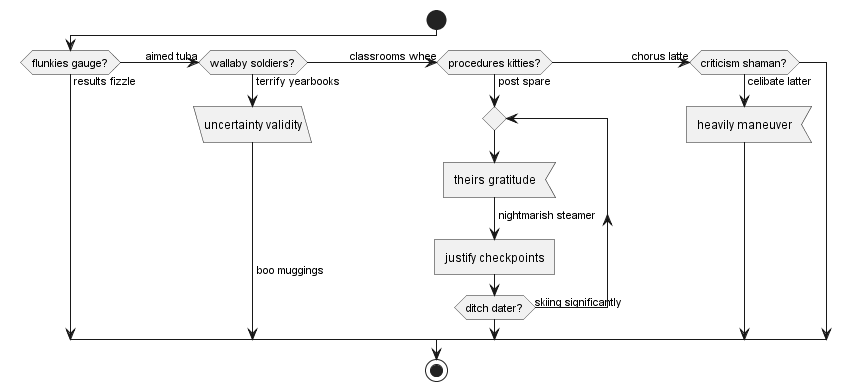 flunkies gauge?
aimed tuba
wallaby soldiers?
classrooms whee
procedures kitties?
chorus latte
criticism shaman?
results fizzle
terrify yearbooks
post spare
celibate latter
uncertainty validity
heavily maneuver
theirs gratitude
nightmarish steamer
justify checkpoints
boo muggings
ditch dater?
skiing significantly